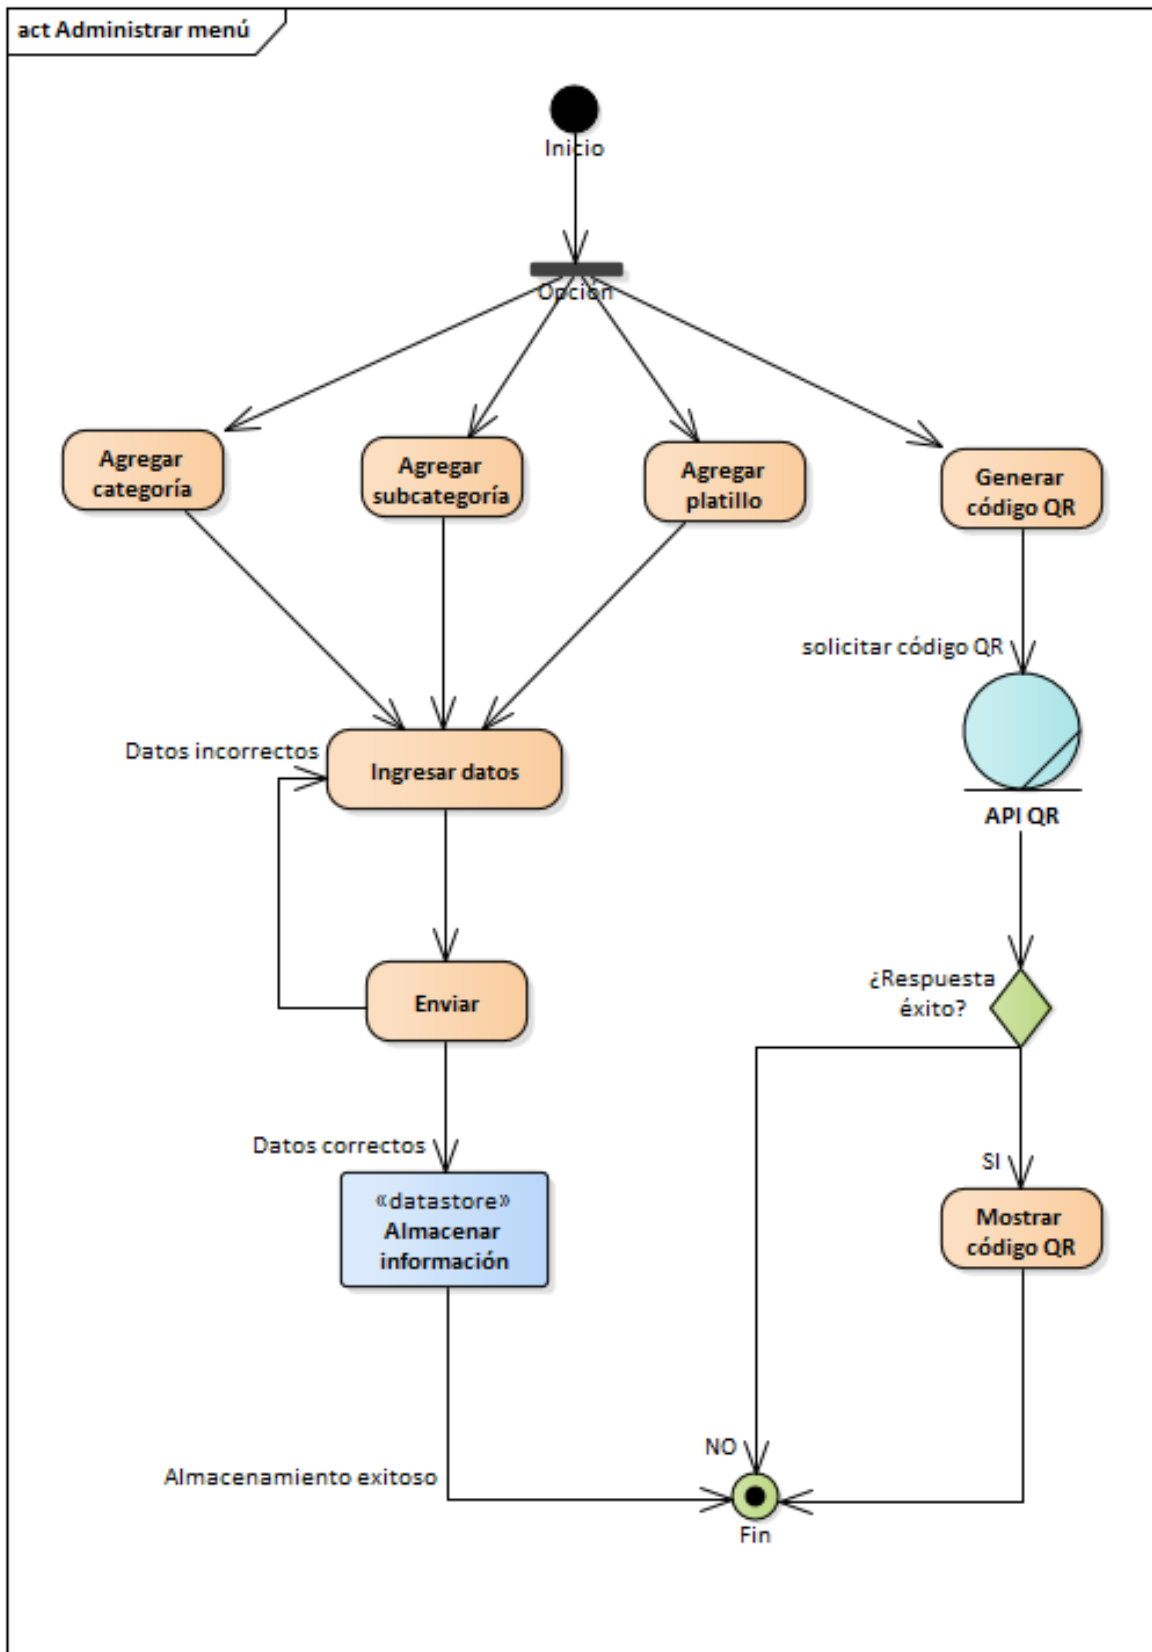 act Administrar menú
Inicio
Opción
Agregar
categoría
Agregar
subcategoría
Agregar
platillo
Generar
código QR
solicitar código QR
Datos incorrectos
Ingresar datos
API QR
¿Respuesta
éxito?
Enviar
Datos correctos
SI
«datastore»
Almacenar
información
Mostrar
código QR
NO
Almacenamiento exitoso
Fin